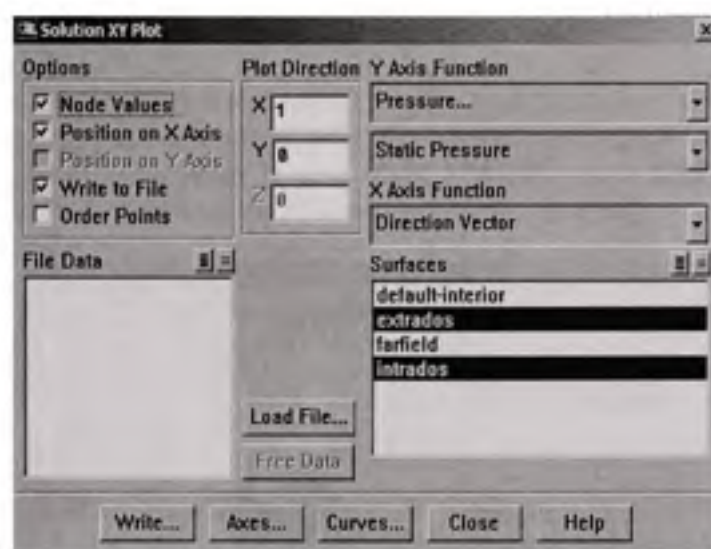 Solution XY Plot
Options
Node Values
Position on X Axis
Position on Y Axis
Write to File
Order Points
Plot Direction
X 1
Y 0
Z 0
Y Axis Function
Pressure...
Static Pressure
X Axis Function
Direction Vector
File Data
Surfaces
default-interior
extrados
farfield
intrados
Load File...
Free Data
Write...
Axes...
Curves...
Close
Help